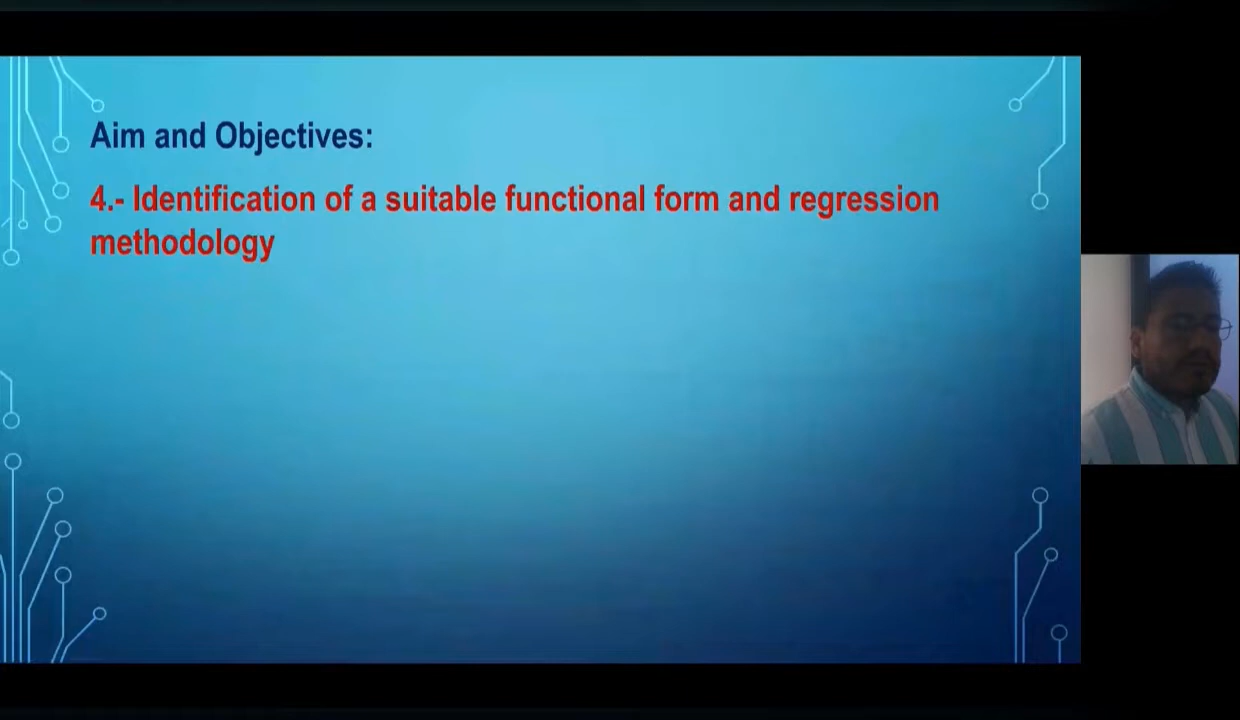 Aim and Objectives:
4.- Identification of a suitable functional form and regression
methodology